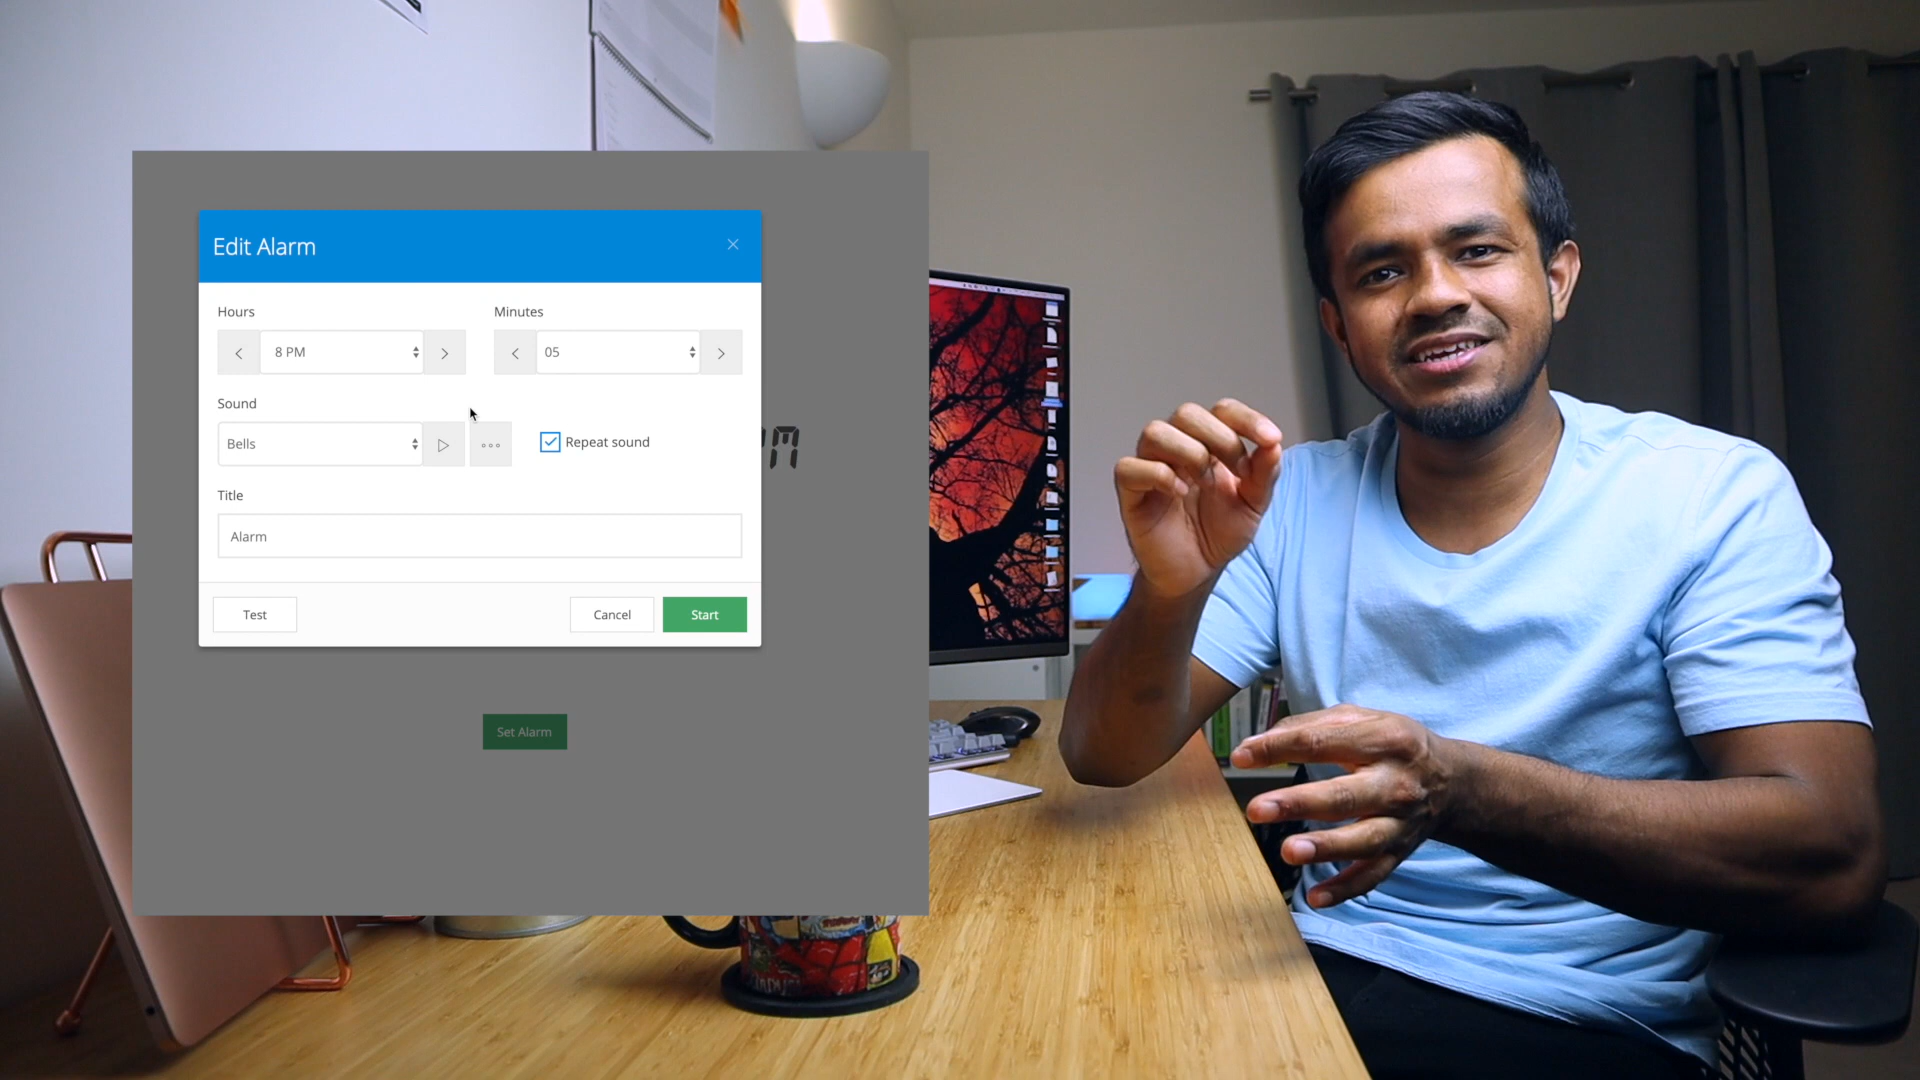 Edit Alarm
Hours
Minutes
8 PM
05
Sound
Bells
Repeat sound
Title
Alarm
Test
Cancel
Start
Set Alarm